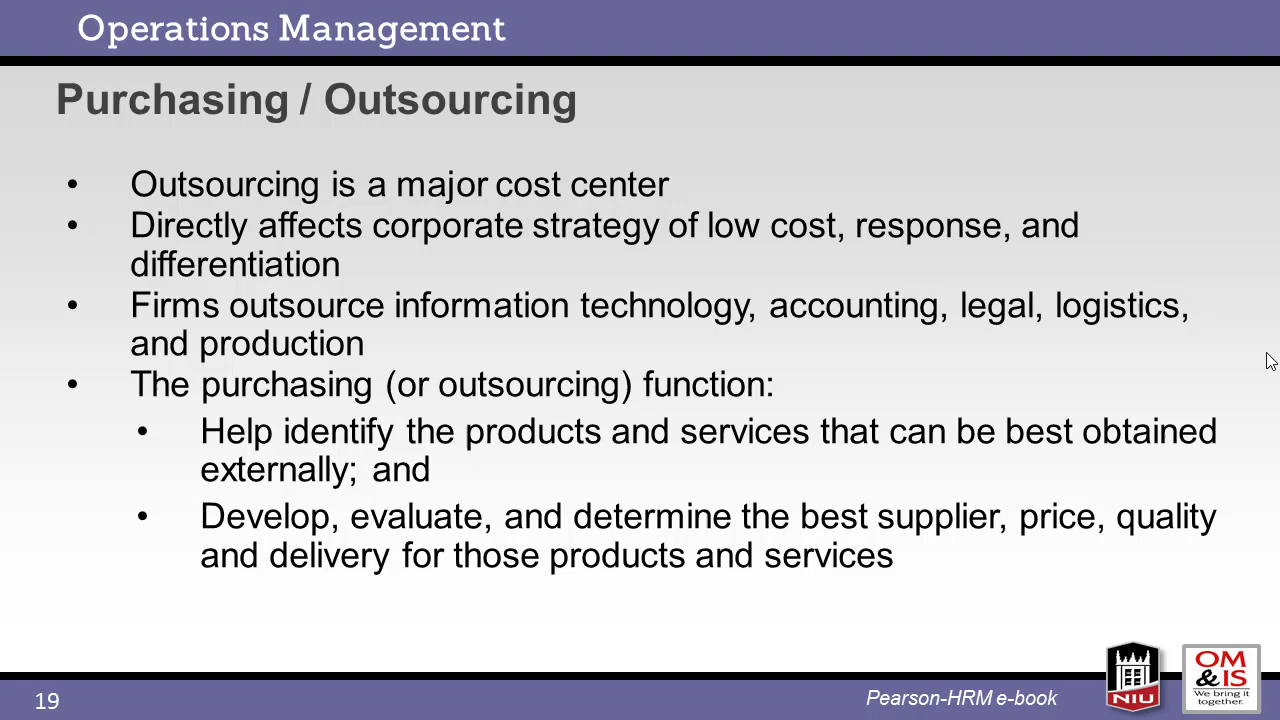 Operations Management
Purchasing / Outsourcing
• Outsourcing is a major cost center
• Directly affects corporate strategy of low cost, response, and
differentiation
• Firms outsource information technology, accounting, legal, logistics,
and production
• The purchasing (or outsourcing) function:
• Help identify the products and services that can be best obtained
externally; and
• Develop, evaluate, and determine the best supplier, price, quality
and delivery for those products and services
19
Pearson-HRM e-book
NIU
OM
&IS
We bring it
together.